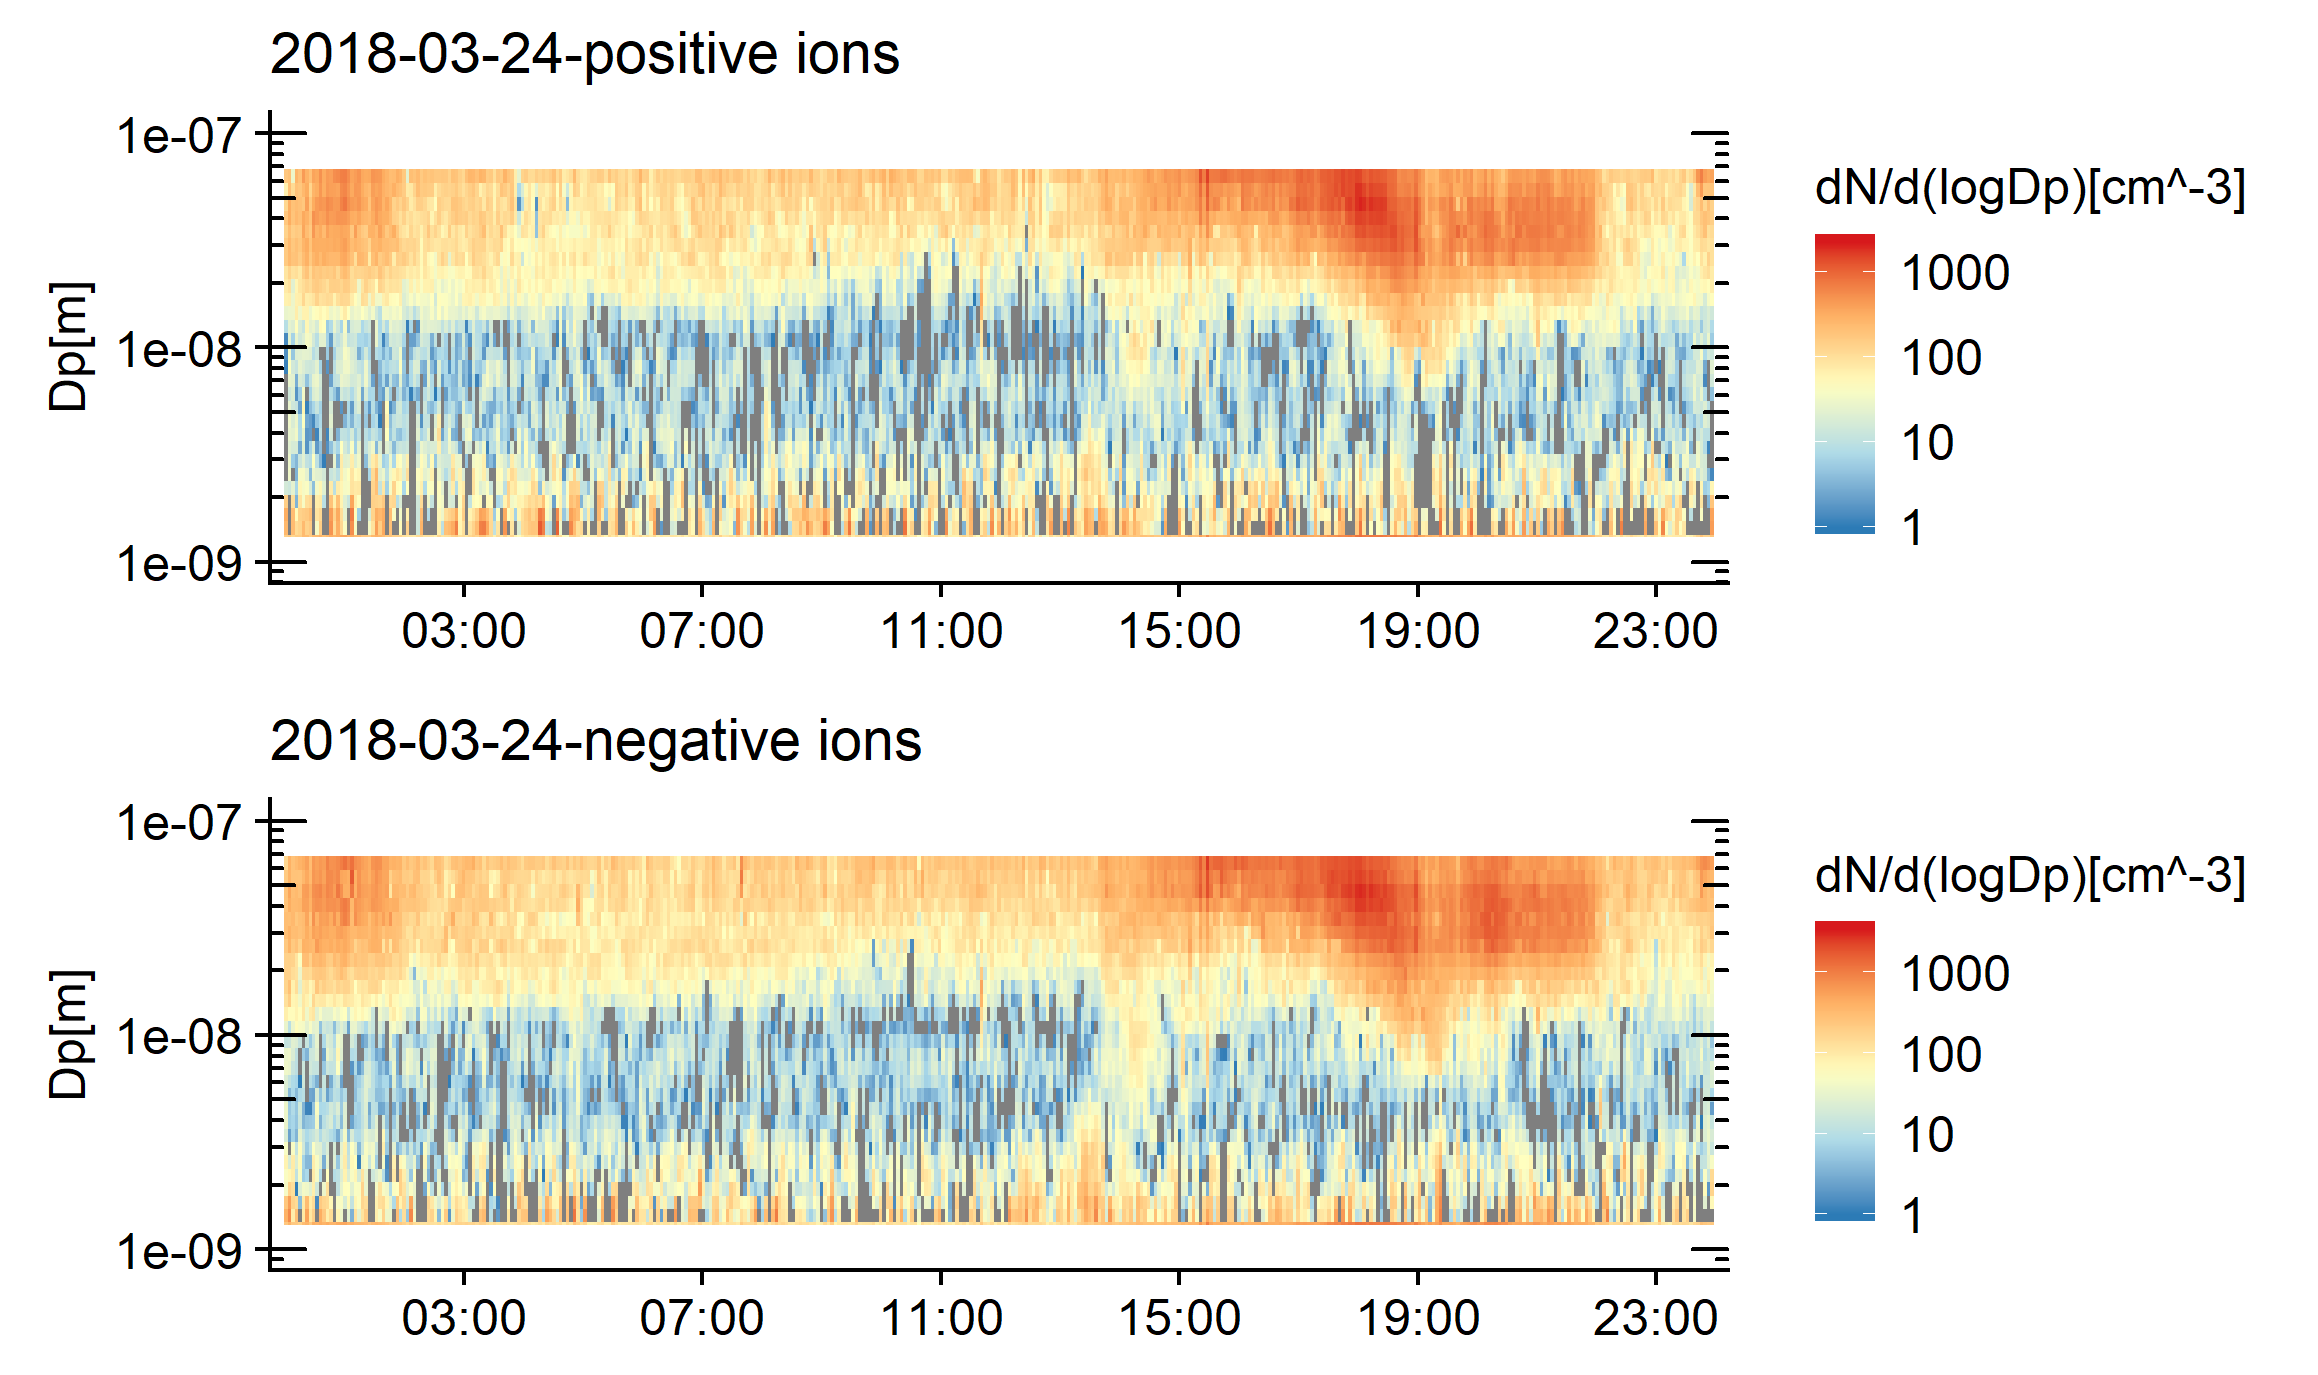 2018-03-24-positive ions
1e-07
1e-08
1e-09
Dp[m]
03:00 07:00 11:00 15:00 19:00 23:00
dN/d(logDp)[cm^-3]
1000
100
10
1
2018-03-24-negative ions
1e-07
1e-08
1e-09
Dp[m]
03:00 07:00 11:00 15:00 19:00 23:00
dN/d(logDp)[cm^-3]
1000
100
10
1